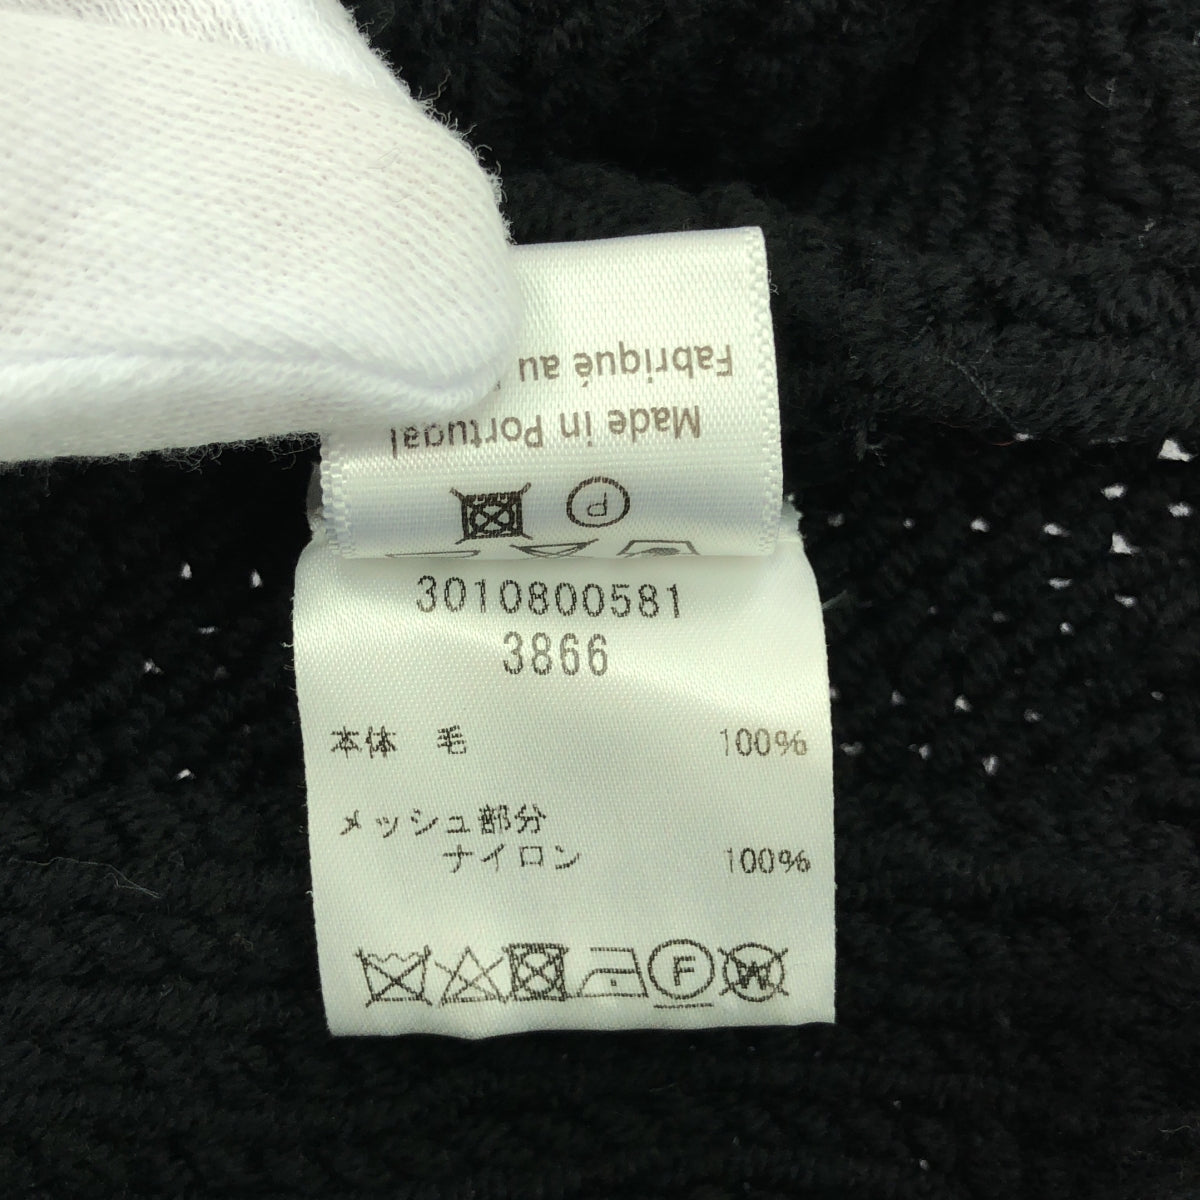 Fabriqué au
Made in Portugal
P
3010800581
3866
本体 毛 100%
メッシュ部分
ナイロン 100%
F W